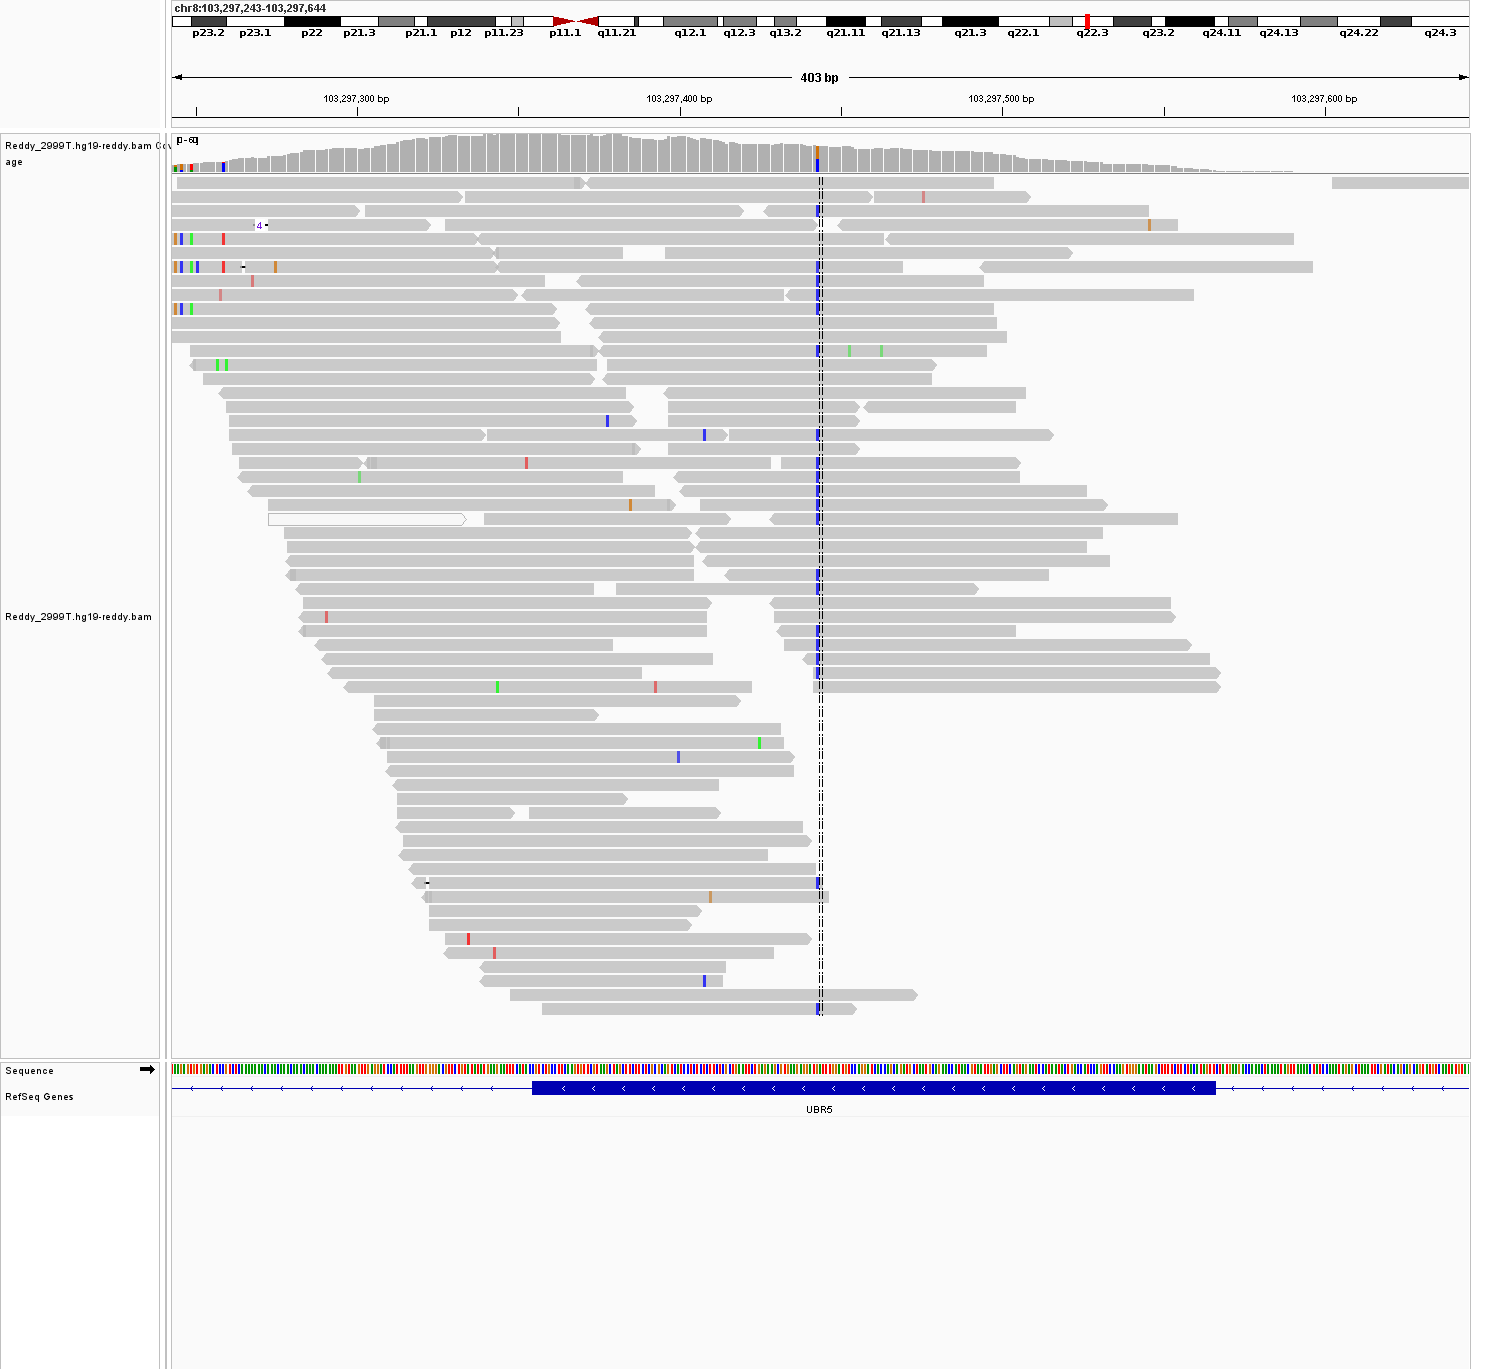 chr8:103,297,243-103,297,644
p23.2 p23.1 p22 p21.3 p21.1 p12 p11.23 p11.1 q11.21 q12.1 q12.3 q13.2 q21.11 q21.13 q21.3 q22.1 q22.3 q23.2 q24.11 q24.13 q24.22 q24.3
403 bp
103,297,300 bp 103,297,400 bp 103,297,500 bp 103,297,600 bp
Reddy_2999T.hg19-reddy.bam Cov
age
[0-60]
4
Reddy_2999T.hg19-reddy.bam
Sequence
RefSeq Genes
UBR5